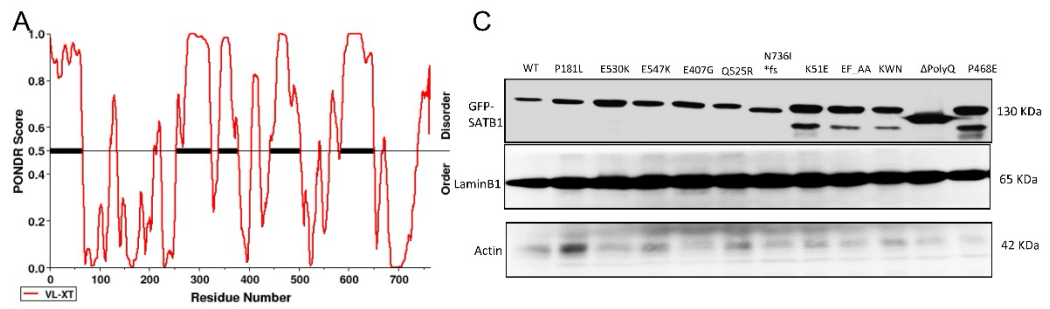 A
PONDR Score
1.0
0.8
0.6
0.5
0.4
0.2
0.0
0 100 200 300 400 500 600 700
Residue Number
VL-XT
Disorder
Order
C
WT P181L E530K E547K E407G Q525R N736I K51E EF_AA KWN ΔPolyQ P468E
*fs
GFP-
SATB1
130 KDa
LaminB1
65 KDa
Actin
42 KDa